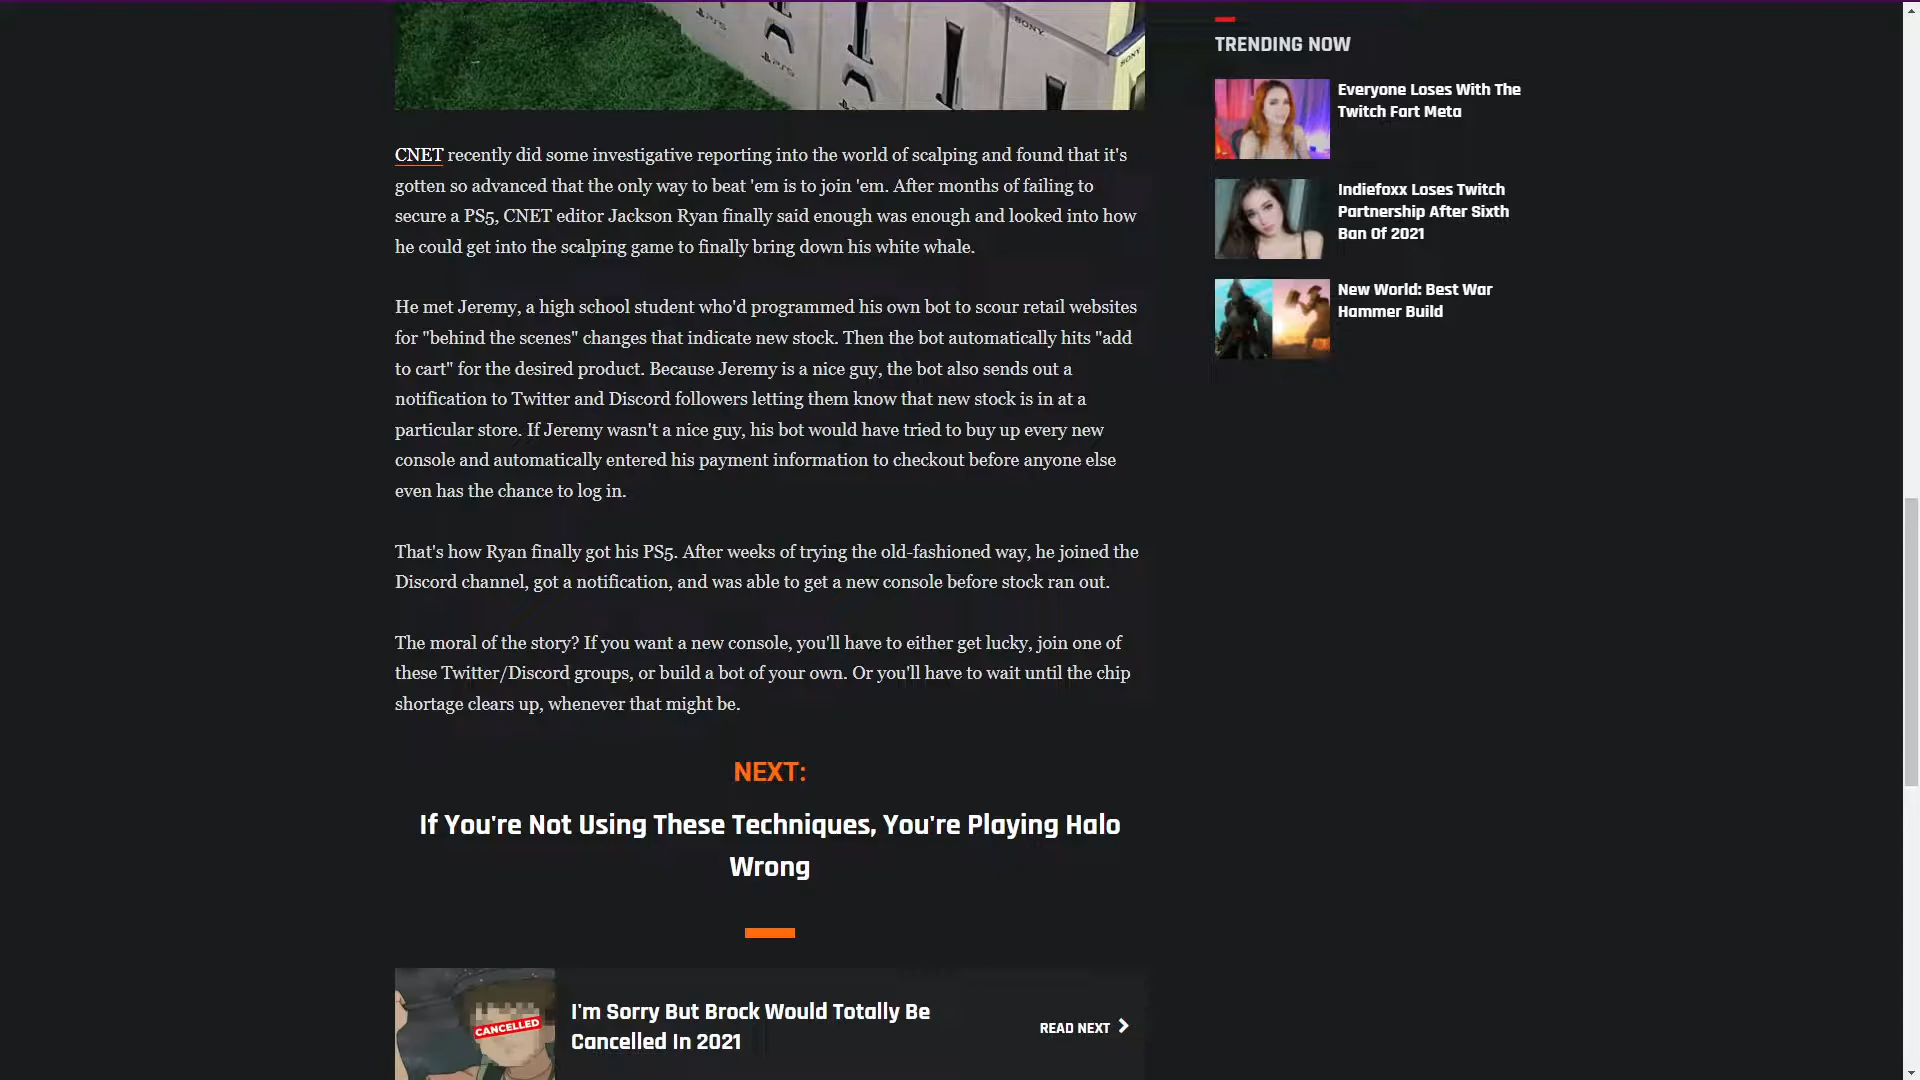 PS5
PS5
SONY
SONY
CNET recently did some investigative reporting into the world of scalping and found that it's
gotten so advanced that the only way to beat 'em is to join 'em. After months of failing to
secure a PS5, CNET editor Jackson Ryan finally said enough was enough and looked into how
he could get into the scalping game to finally bring down his white whale.
He met Jeremy, a high school student who'd programmed his own bot to scour retail websites
for "behind the scenes" changes that indicate new stock. Then the bot automatically hits "add
to cart" for the desired product. Because Jeremy is a nice guy, the bot also sends out a
notification to Twitter and Discord followers letting them know that new stock is in at a
particular store. If Jeremy wasn't a nice guy, his bot would have tried to buy up every new
console and automatically entered his payment information to checkout before anyone else
even has the chance to log in.
That's how Ryan finally got his PS5. After weeks of trying the old-fashioned way, he joined the
Discord channel, got a notification, and was able to get a new console before stock ran out.
The moral of the story? If you want a new console, you'll have to either get lucky, join one of
these Twitter/Discord groups, or build a bot of your own. Or you'll have to wait until the chip
shortage clears up, whenever that might be.
NEXT:
If You're Not Using These Techniques, You're Playing Halo
Wrong
CANCELLED
I'm Sorry But Brock Would Totally Be
Cancelled In 2021
READ NEXT
TRENDING NOW
Everyone Loses With The
Twitch Fart Meta
Indiefoxx Loses Twitch
Partnership After Sixth
Ban Of 2021
New World: Best War
Hammer Build